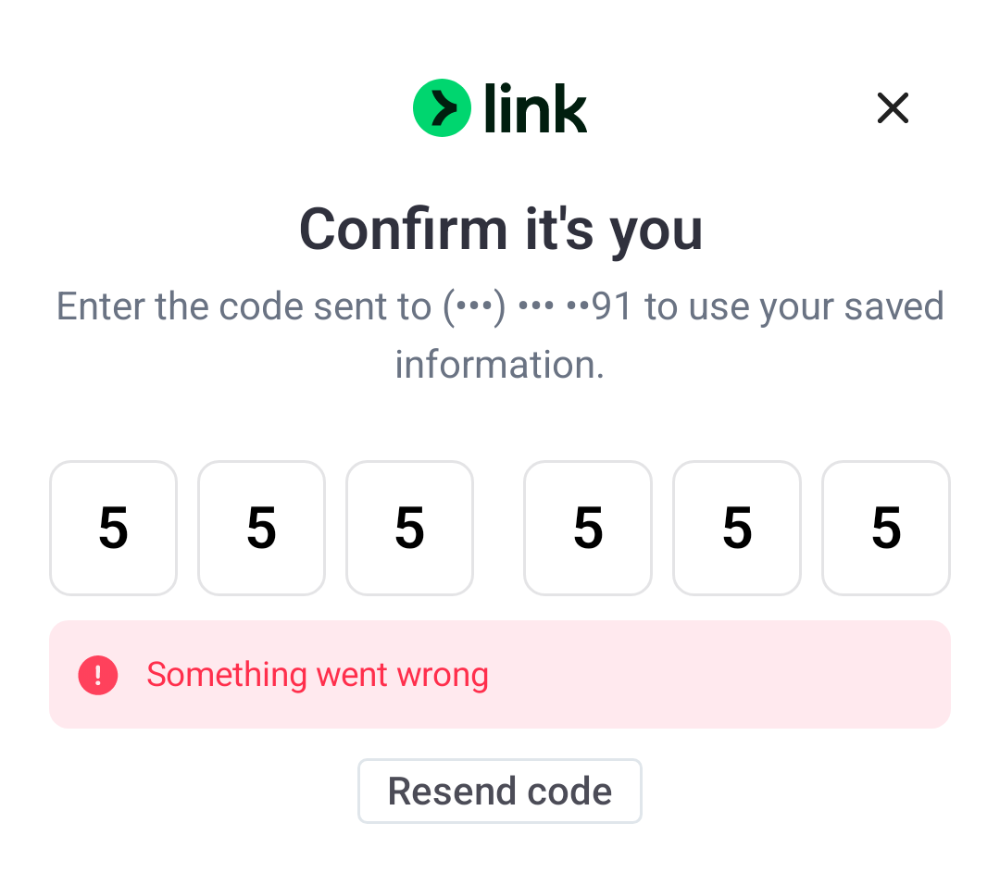 link
Confirm it's you
Enter the code sent to (•••) ••• ••91 to use your saved
information.
5 5 5 5 5 5
Something went wrong
Resend code